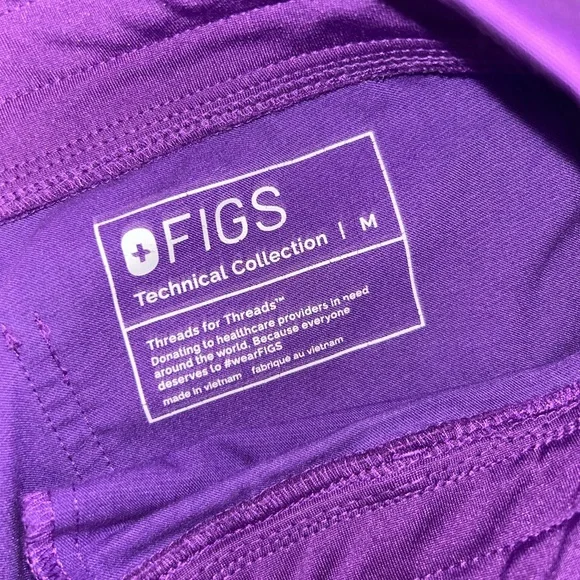 FIGS
Technical Collection | M
Threads for Threads™
Donating to healthcare providers in need
around the world. Because everyone
deserves to #wearFIGS
made in vietnam fabriqué au vietnam